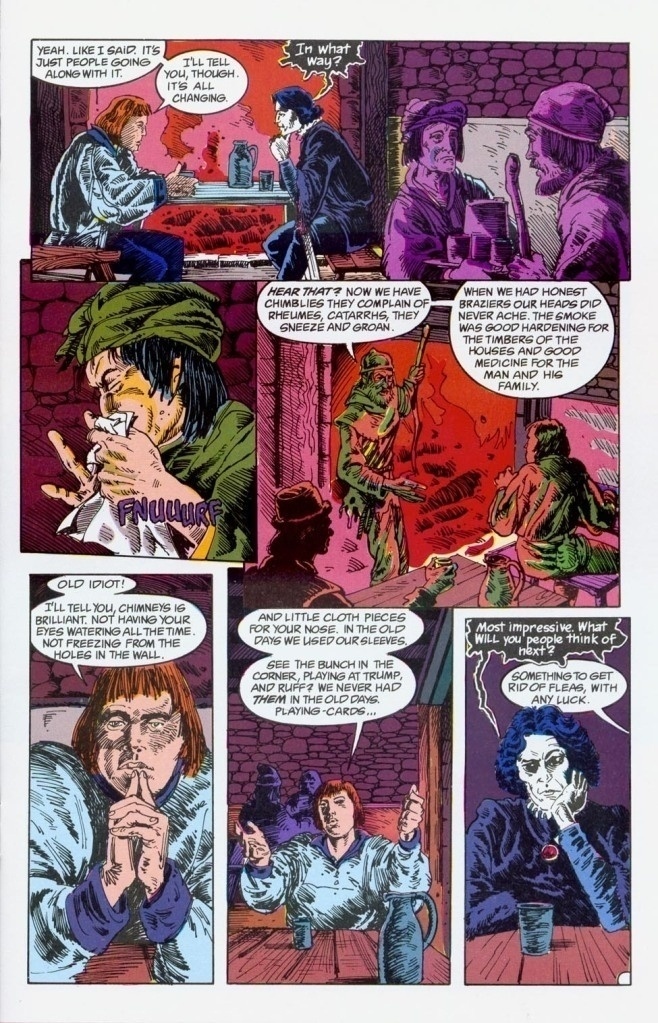 YEAH. LIKE I SAID. IT'S
JUST PEOPLE GOING
ALONG WITH IT.
I'LL TELL
YOU, THOUGH.
IT'S ALL
CHANGING.
In what
way?
HEAR THAT? NOW WE HAVE
CHIMBLIES THEY COMPLAIN OF
RHEUMES, CATARRHS, THEY
SNEEZE AND GROAN.
WHEN WE HAD HONEST
BRAZIERS OUR HEADS DID
NEVER ACHE. THE SMOKE
WAS GOOD HARDENING FOR
THE TIMBERS OF THE
HOUSES AND GOOD
MEDICINE FOR THE
MAN AND HIS
FAMILY.
FNUUURF
OLD IDIOT!
I'LL TELL YOU, CHIMNEYS IS
BRILLIANT. NOT HAVING YOUR
EYES WATERING ALL THE TIME.
NOT FREEZING FROM THE
HOLES IN THE WALL.
AND LITTLE CLOTH PIECES
FOR YOUR NOSE. IN THE OLD
DAYS WE USED OUR SLEEVES.
SEE THE BUNCH IN THE
CORNER, PLAYING AT TRUMP,
AND RUFF? WE NEVER HAD
THEM IN THE OLD DAYS.
PLAYING-CARDS...
Most impressive. What
WILL you people think of
next?
SOMETHING TO GET
RID OF FLEAS, WITH
ANY LUCK.